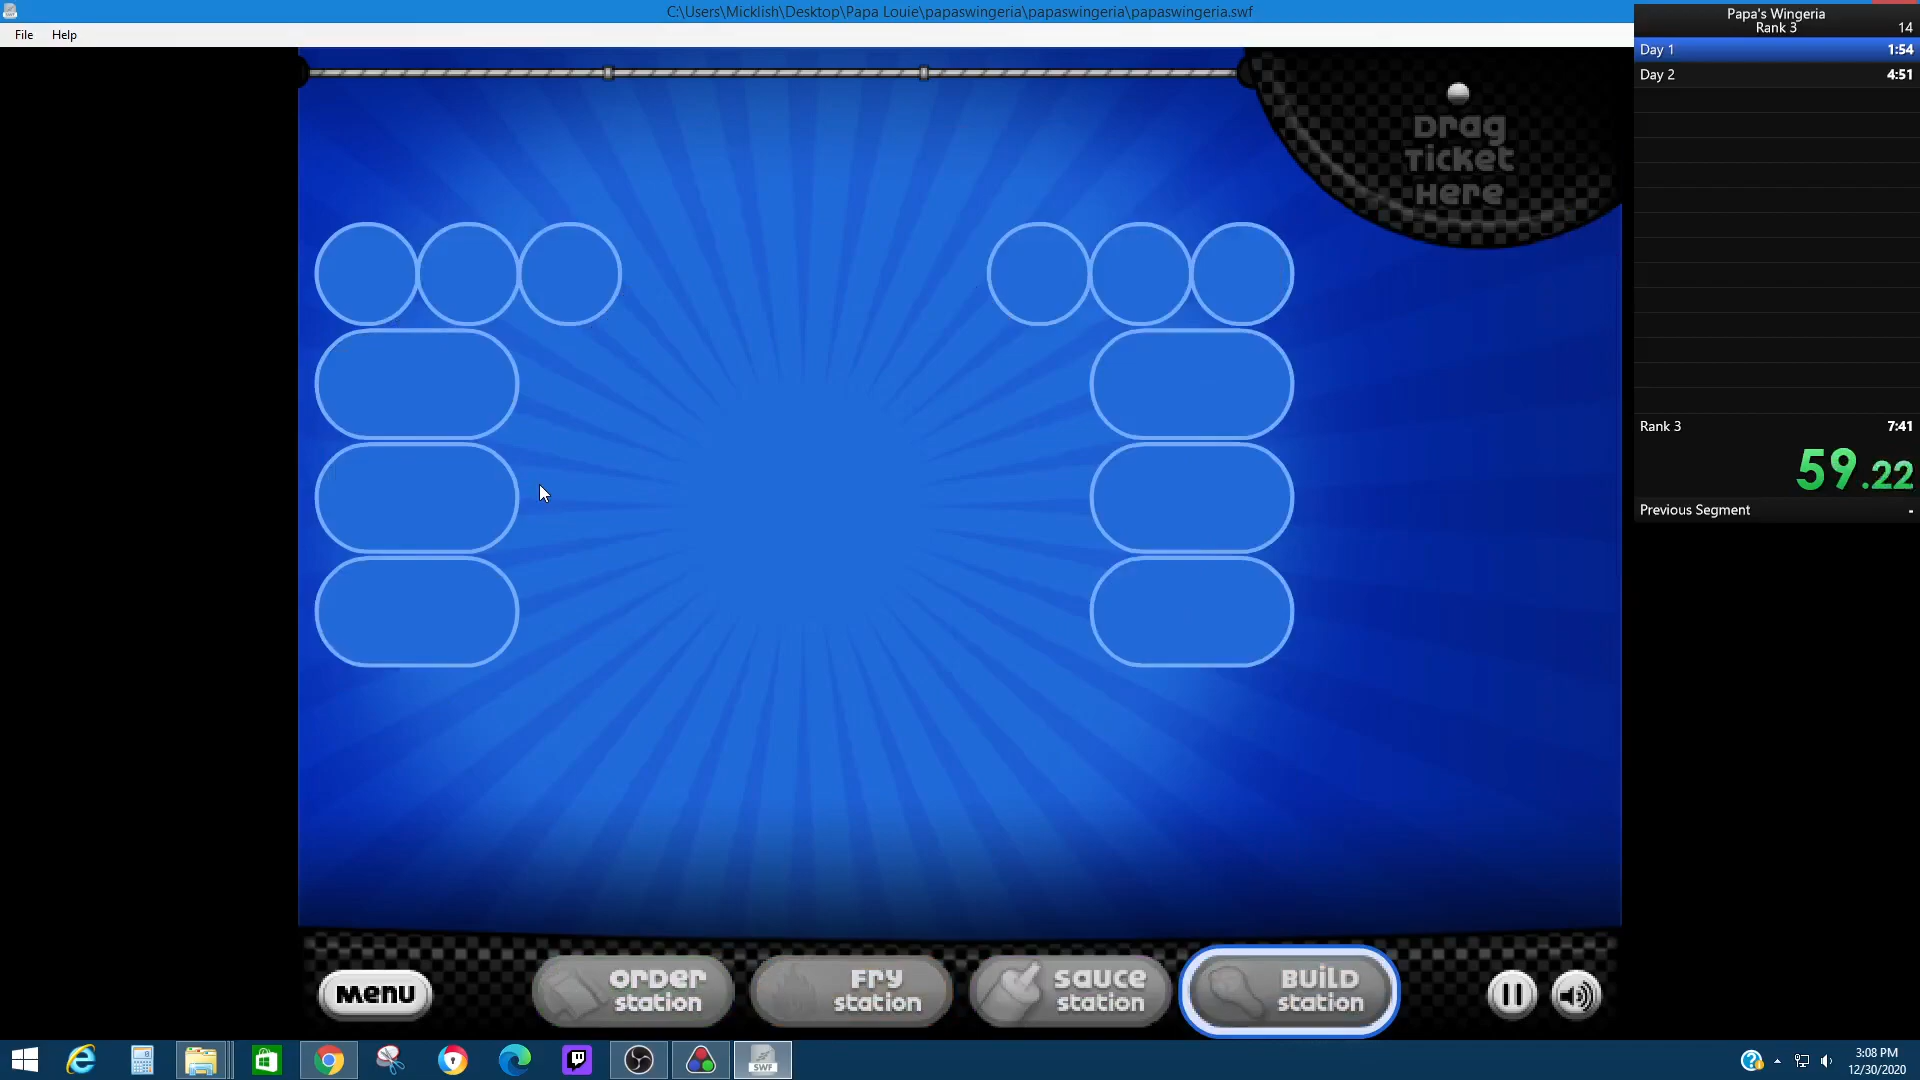 C:\Users\Micklish\Desktop\Papa Louie\papaswingeria\papaswingeria\papaswingeria.swf
File Help
Papa's Wingeria
Rank 3 14
Day 1 1:54
Day 2 4:51
Drag
Ticket
Here
Rank 3 7:41
59.22
Previous Segment -
Menu
Order
Station
Fry
Station
Sauce
Station
Build
Station
SWF
3:08 PM
12/30/2020